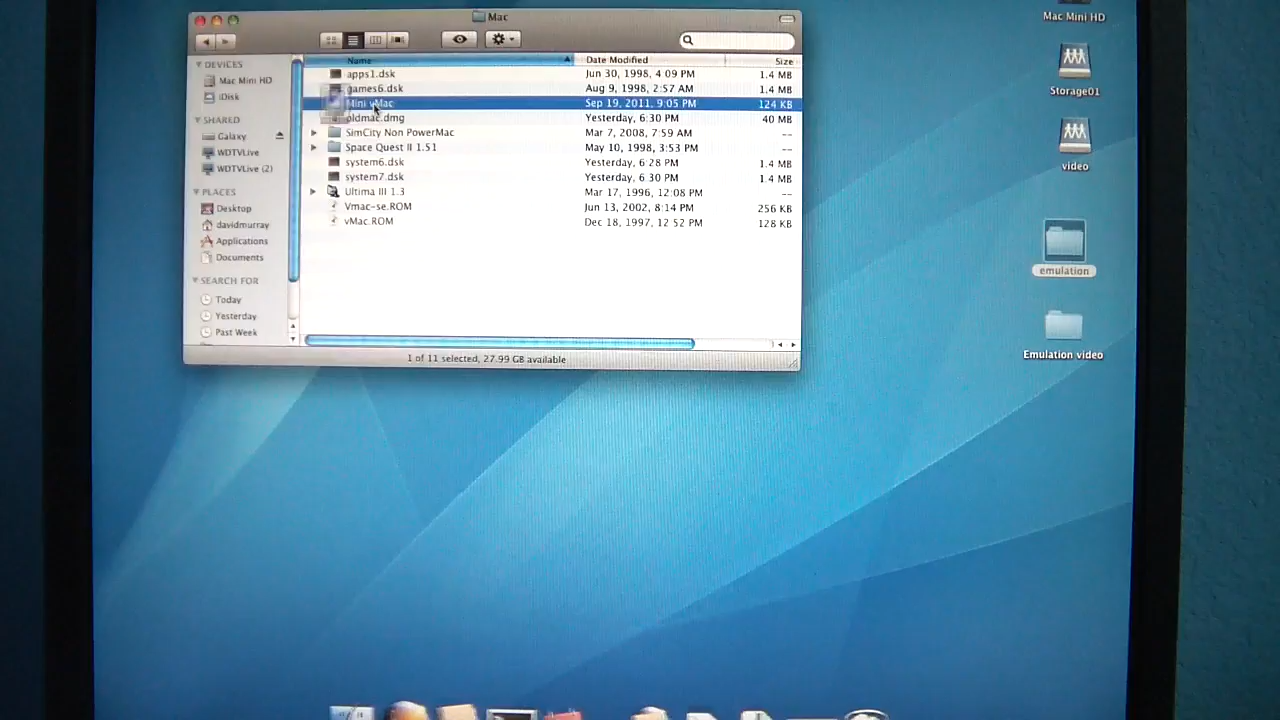 Mac
Name Date Modified Size
DEVICES
Mac Mini HD
iDisk
SHARED
Galaxy
WDTVLive
WDTVLive (2)
PLACES
Desktop
davidmurray
Applications
Documents
SEARCH FOR
Today
Yesterday
Past Week
apps1.dsk Jun 30, 1998, 4:09 PM 1.4 MB
games6.dsk Aug 9, 1998, 2:57 AM 1.4 MB
Mini vMac Sep 19, 2011, 9:05 PM 124 KB
oldmac.dmg Yesterday, 6:30 PM 40 MB
SimCity Non PowerMac Mar 7, 2008, 7:59 AM --
Space Quest II 1.51 May 10, 1998, 3:53 PM --
system6.dsk Yesterday, 6:28 PM 1.4 MB
system7.dsk Yesterday, 6:30 PM 1.4 MB
Ultima III 1.3 Mar 17, 1996, 12:08 PM --
Vmac-se.ROM Jun 13, 2002, 8:14 PM 256 KB
vMac.ROM Dec 18, 1997, 12:52 PM 128 KB
1 of 11 selected, 27.99 GB available
Mac Mini HD
Storage01
video
emulation
Emulation video